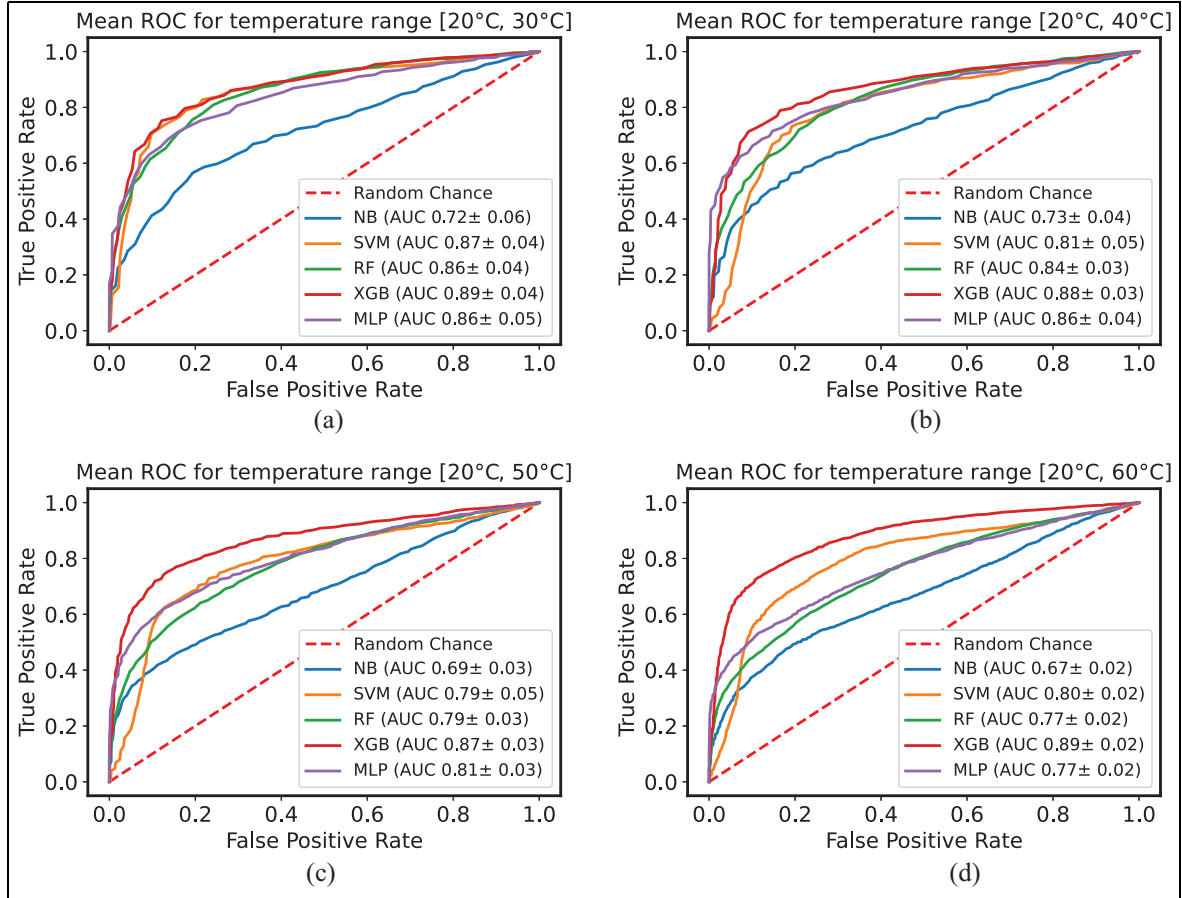 Mean ROC for temperature range [20°C, 30°C]
1.0
0.8
0.6
0.4
0.2
0.0
True Positive Rate
Random Chance
NB (AUC 0.72± 0.06)
SVM (AUC 0.87± 0.04)
RF (AUC 0.86± 0.04)
XGB (AUC 0.89± 0.04)
MLP (AUC 0.86± 0.05)
0.0 0.2 0.4 0.6 0.8 1.0
False Positive Rate
(a)
Mean ROC for temperature range [20°C, 40°C]
1.0
0.8
0.6
0.4
0.2
0.0
True Positive Rate
Random Chance
NB (AUC 0.73± 0.04)
SVM (AUC 0.81± 0.05)
RF (AUC 0.84± 0.03)
XGB (AUC 0.88± 0.03)
MLP (AUC 0.86± 0.04)
0.0 0.2 0.4 0.6 0.8 1.0
False Positive Rate
(b)
Mean ROC for temperature range [20°C, 50°C]
1.0
0.8
0.6
0.4
0.2
0.0
True Positive Rate
Random Chance
NB (AUC 0.69± 0.03)
SVM (AUC 0.79± 0.05)
RF (AUC 0.79± 0.03)
XGB (AUC 0.87± 0.03)
MLP (AUC 0.81± 0.03)
0.0 0.2 0.4 0.6 0.8 1.0
False Positive Rate
(c)
Mean ROC for temperature range [20°C, 60°C]
1.0
0.8
0.6
0.4
0.2
0.0
True Positive Rate
Random Chance
NB (AUC 0.67± 0.02)
SVM (AUC 0.80± 0.02)
RF (AUC 0.77± 0.02)
XGB (AUC 0.89± 0.02)
MLP (AUC 0.77± 0.02)
0.0 0.2 0.4 0.6 0.8 1.0
False Positive Rate
(d)